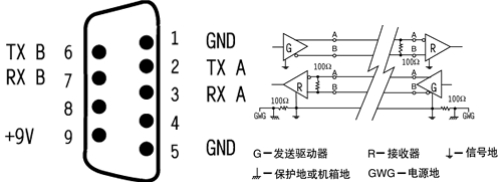 1 GND
TX B 6
2 TX A
RX B 7
3 RX A
8
4
+9V 9
5 GND
A A
G R
B B
100Ω
100Ω
A A
R G
B B
100Ω 100Ω
GWG GWG
G—发送驱动器 R—接收器 信号地
保护地或机箱地 GWG—电源地